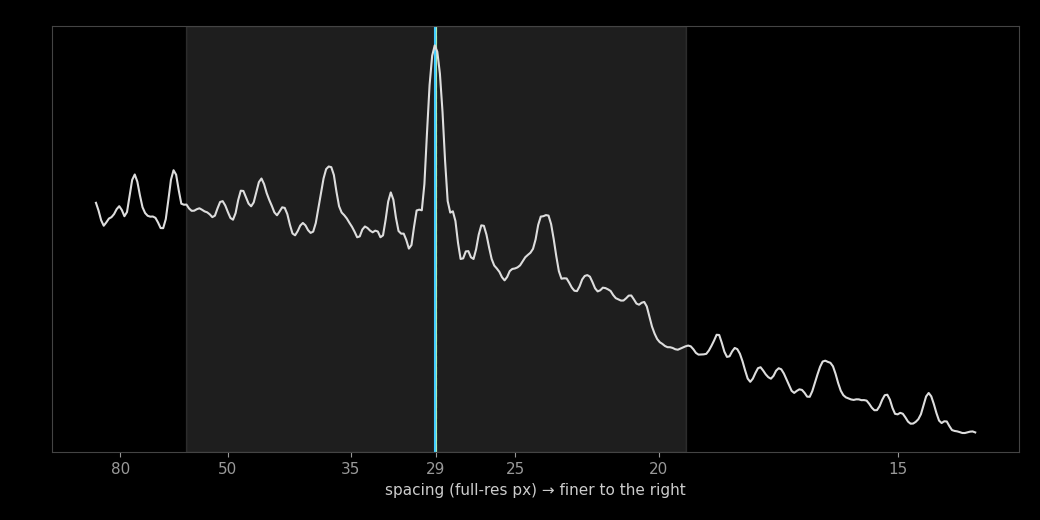 80 50 35 29 25 20 15
spacing (full-res px) → finer to the right